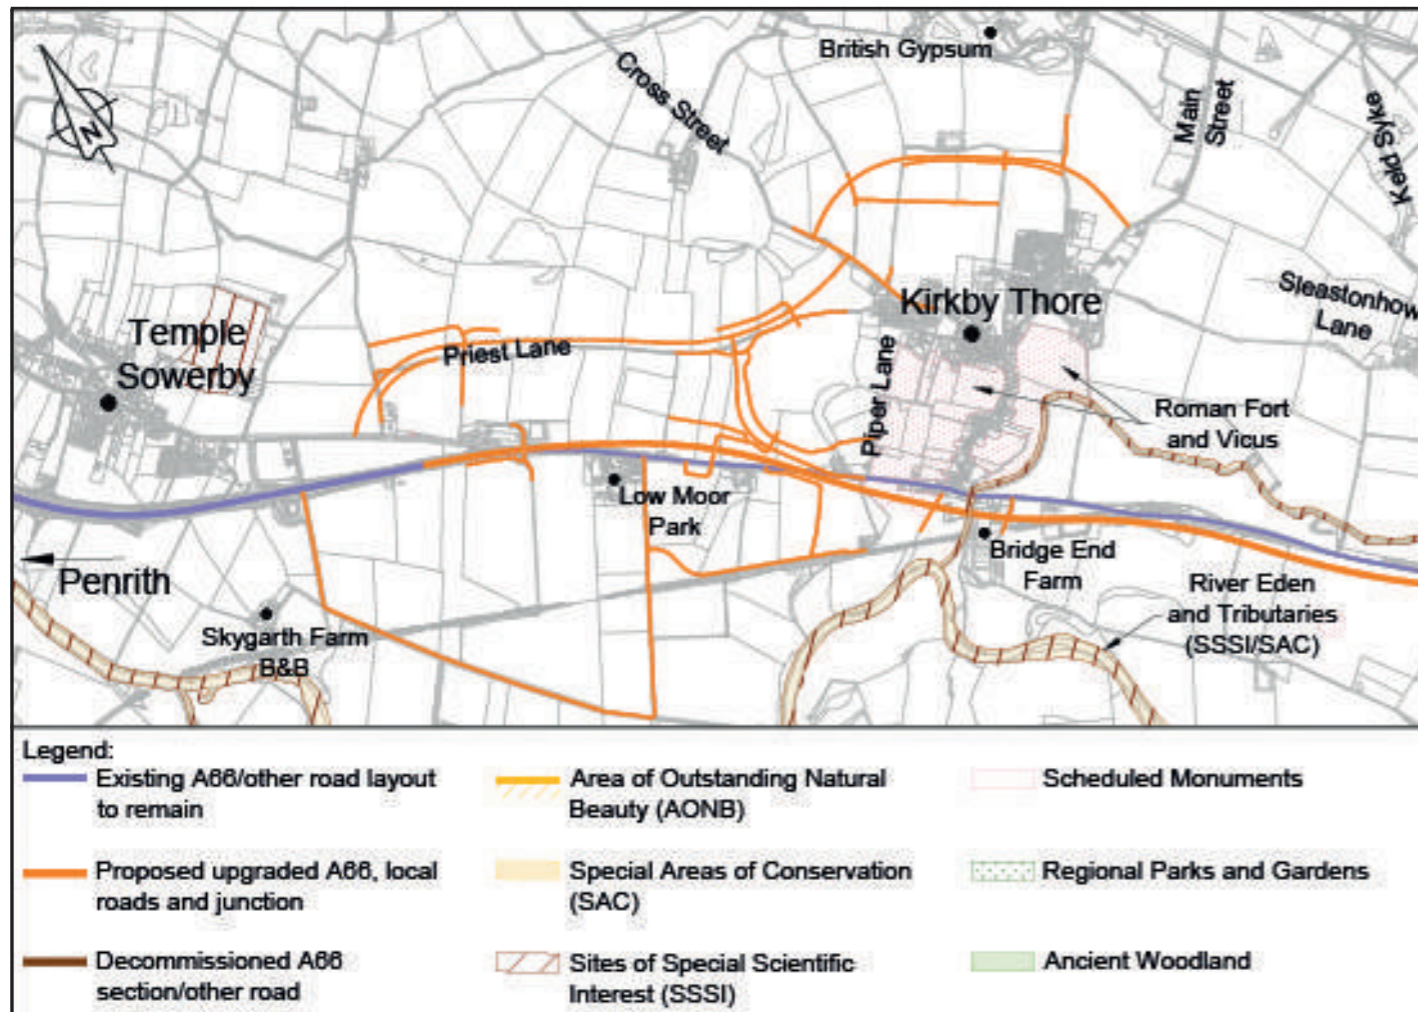 British Gypsum
Cross Street
Main
Street
Keld Syke
N
Kirkby Thore
Sleastonhow
Lane
Temple
Sowerby
Priest Lane
Piper Lane
Roman Fort
and Vicus
Low Moor
Park
Penrith
Bridge End
Farm
River Eden
and Tributaries
(SSSI/SAC)
Skygarth Farm
B&B
Legend:
Existing A66/other road layout
to remain
Proposed upgraded A66, local
roads and junction
Decommissioned A66
section/other road
Area of Outstanding Natural
Beauty (AONB)
Special Areas of Conservation
(SAC)
Sites of Special Scientific
Interest (SSSI)
Scheduled Monuments
Regional Parks and Gardens
Ancient Woodland